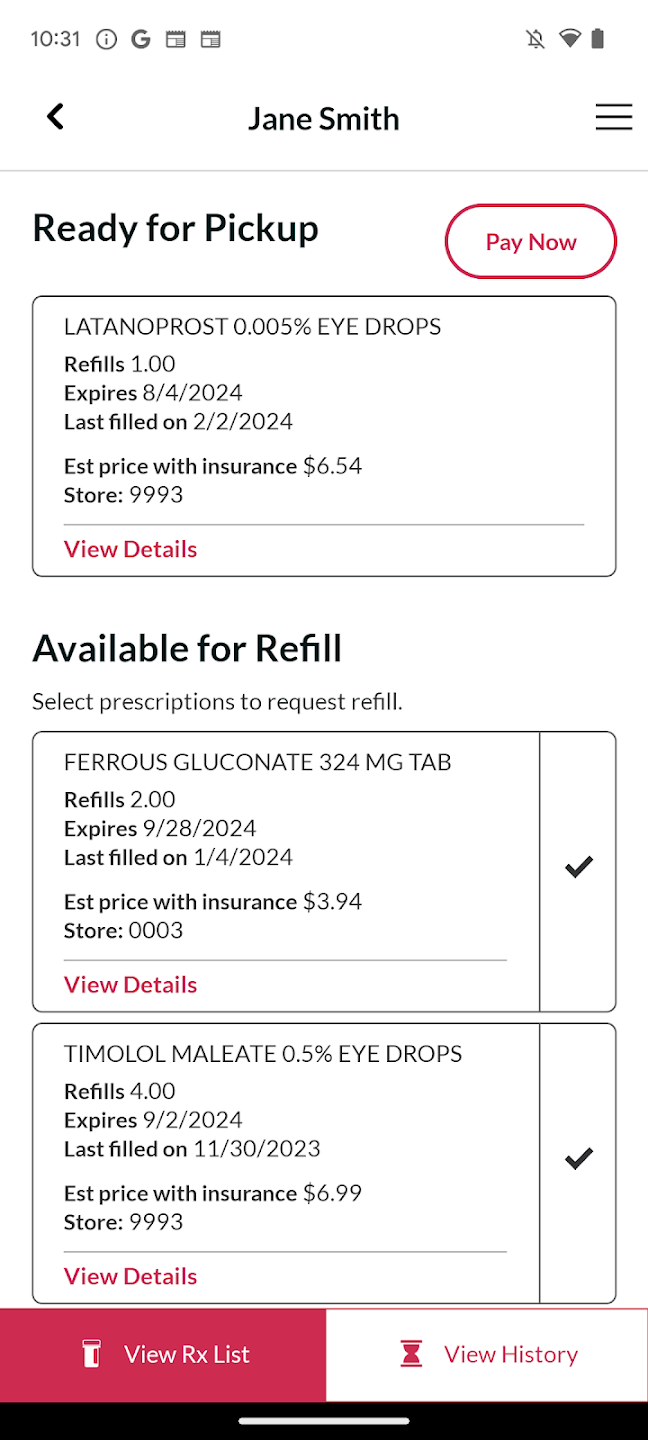 10:31
Jane Smith
Ready for Pickup
Pay Now
LATANOPROST 0.005% EYE DROPS
Refills 1.00
Expires 8/4/2024
Last filled on 2/2/2024
Est price with insurance $6.54
Store: 9993
View Details
Available for Refill
Select prescriptions to request refill.
FERROUS GLUCONATE 324 MG TAB
Refills 2.00
Expires 9/28/2024
Last filled on 1/4/2024
Est price with insurance $3.94
Store: 0003
View Details
TIMOLOL MALEATE 0.5% EYE DROPS
Refills 4.00
Expires 9/2/2024
Last filled on 11/30/2023
Est price with insurance $6.99
Store: 9993
View Details
View Rx List
View History